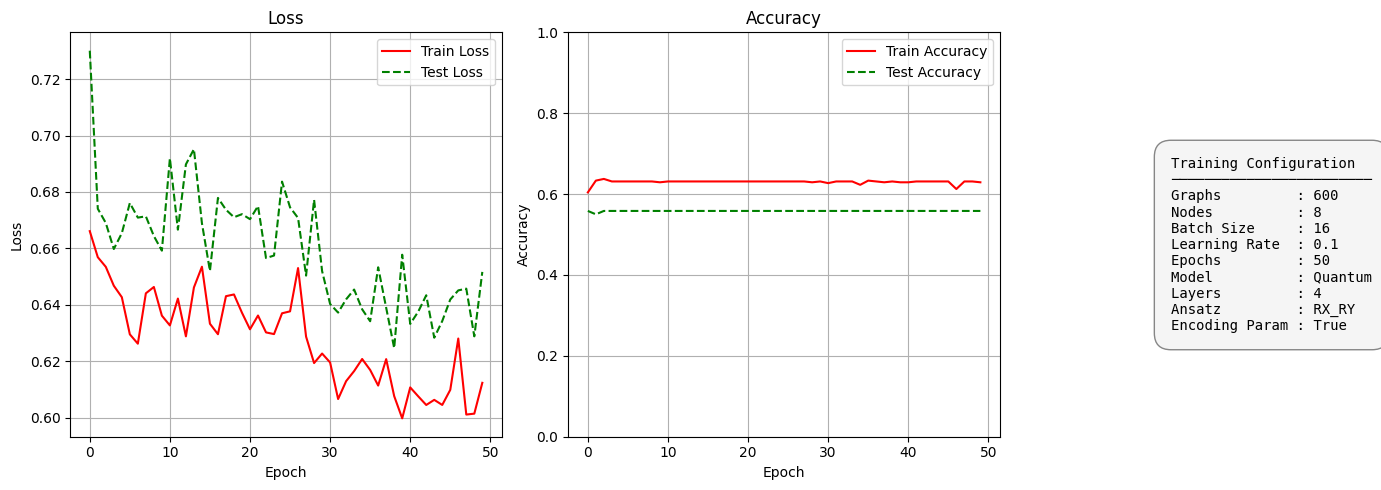 Loss
Train Loss
Test Loss
0.72
0.70
0.68
0.66
0.64
0.62
0.60
Loss
0 10 20 30 40 50
Epoch
Accuracy
Train Accuracy
Test Accuracy
1.0
0.8
0.6
0.4
0.2
0.0
Accuracy
0 10 20 30 40 50
Epoch
Training Configuration
Graphs : 600
Nodes : 8
Batch Size : 16
Learning Rate : 0.1
Epochs : 50
Model : Quantum
Layers : 4
Ansatz : RX_RY
Encoding Param : True